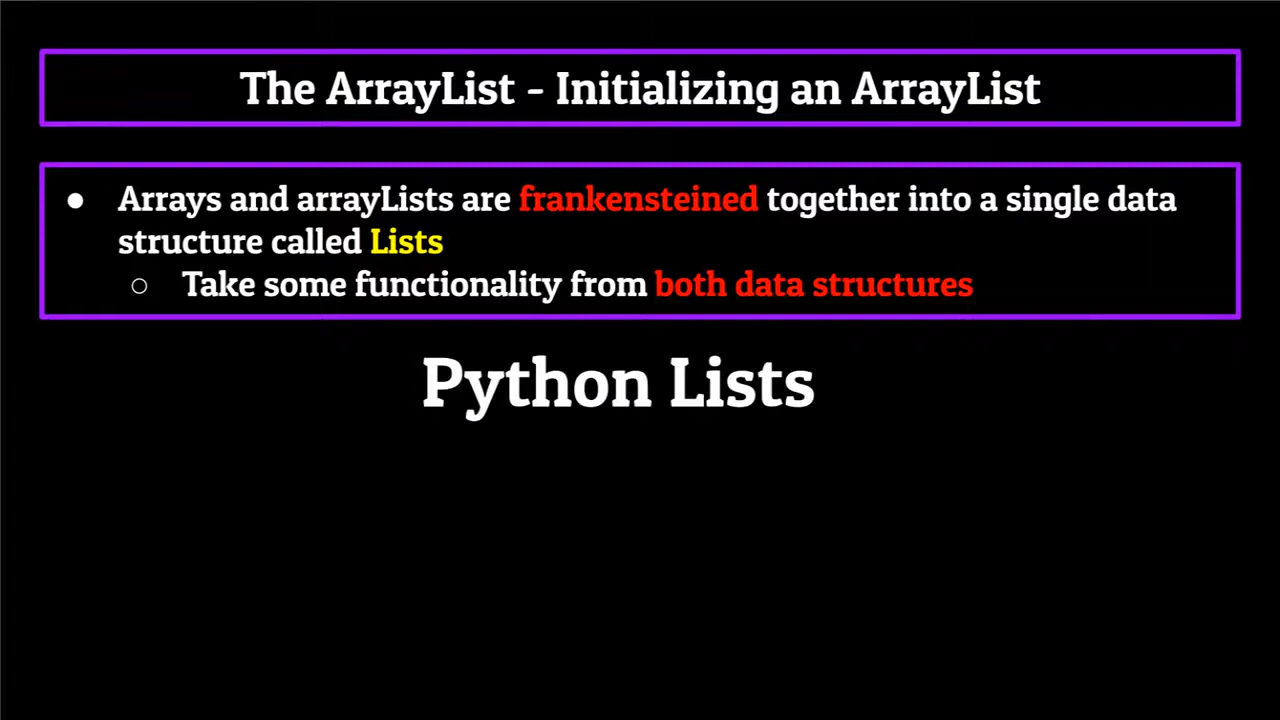 The ArrayList - Initializing an ArrayList
● Arrays and arrayLists are frankensteined together into a single data
structure called Lists
○ Take some functionality from both data structures
Python Lists